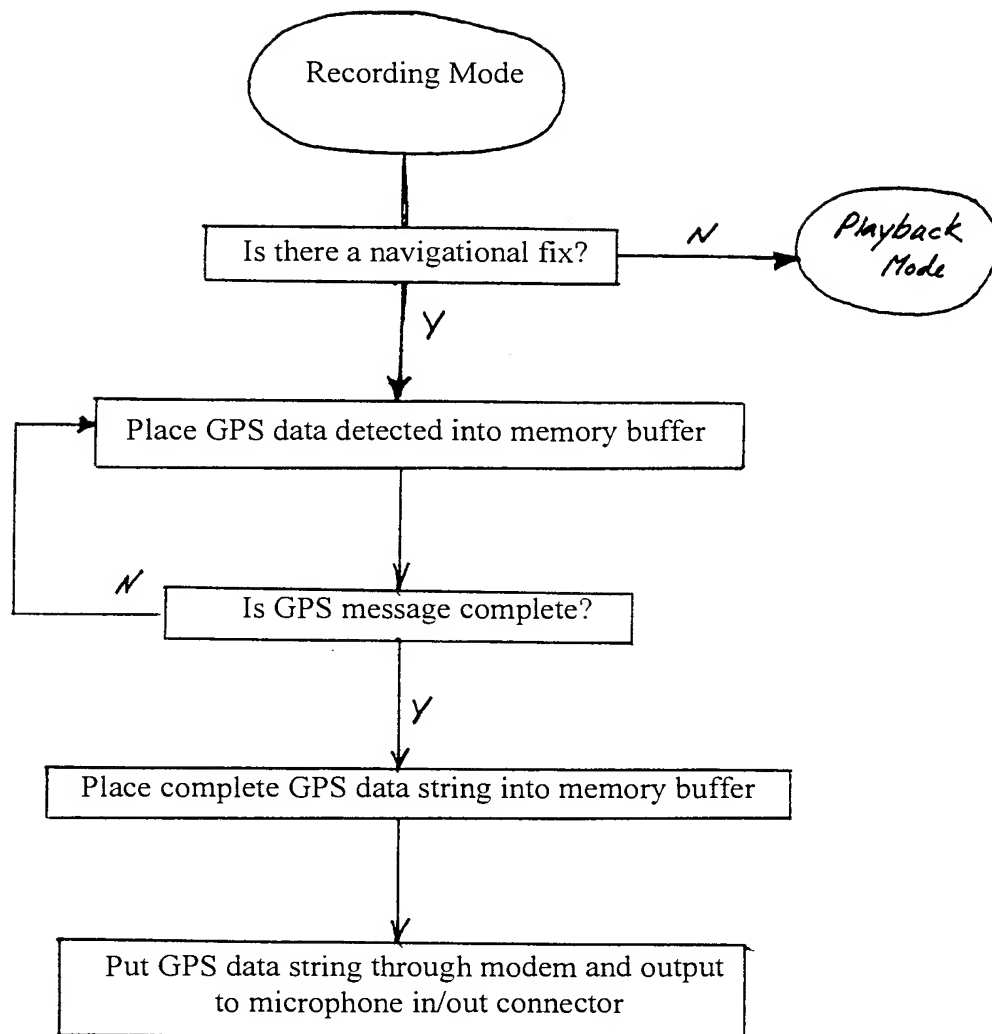 Recording Mode
Is there a navigational fix?
N
Playback
Mode
Y
Place GPS data detected into memory buffer
N
Is GPS message complete?
Y
Place complete GPS data string into memory buffer
Put GPS data string through modem and output
to microphone in/out connector